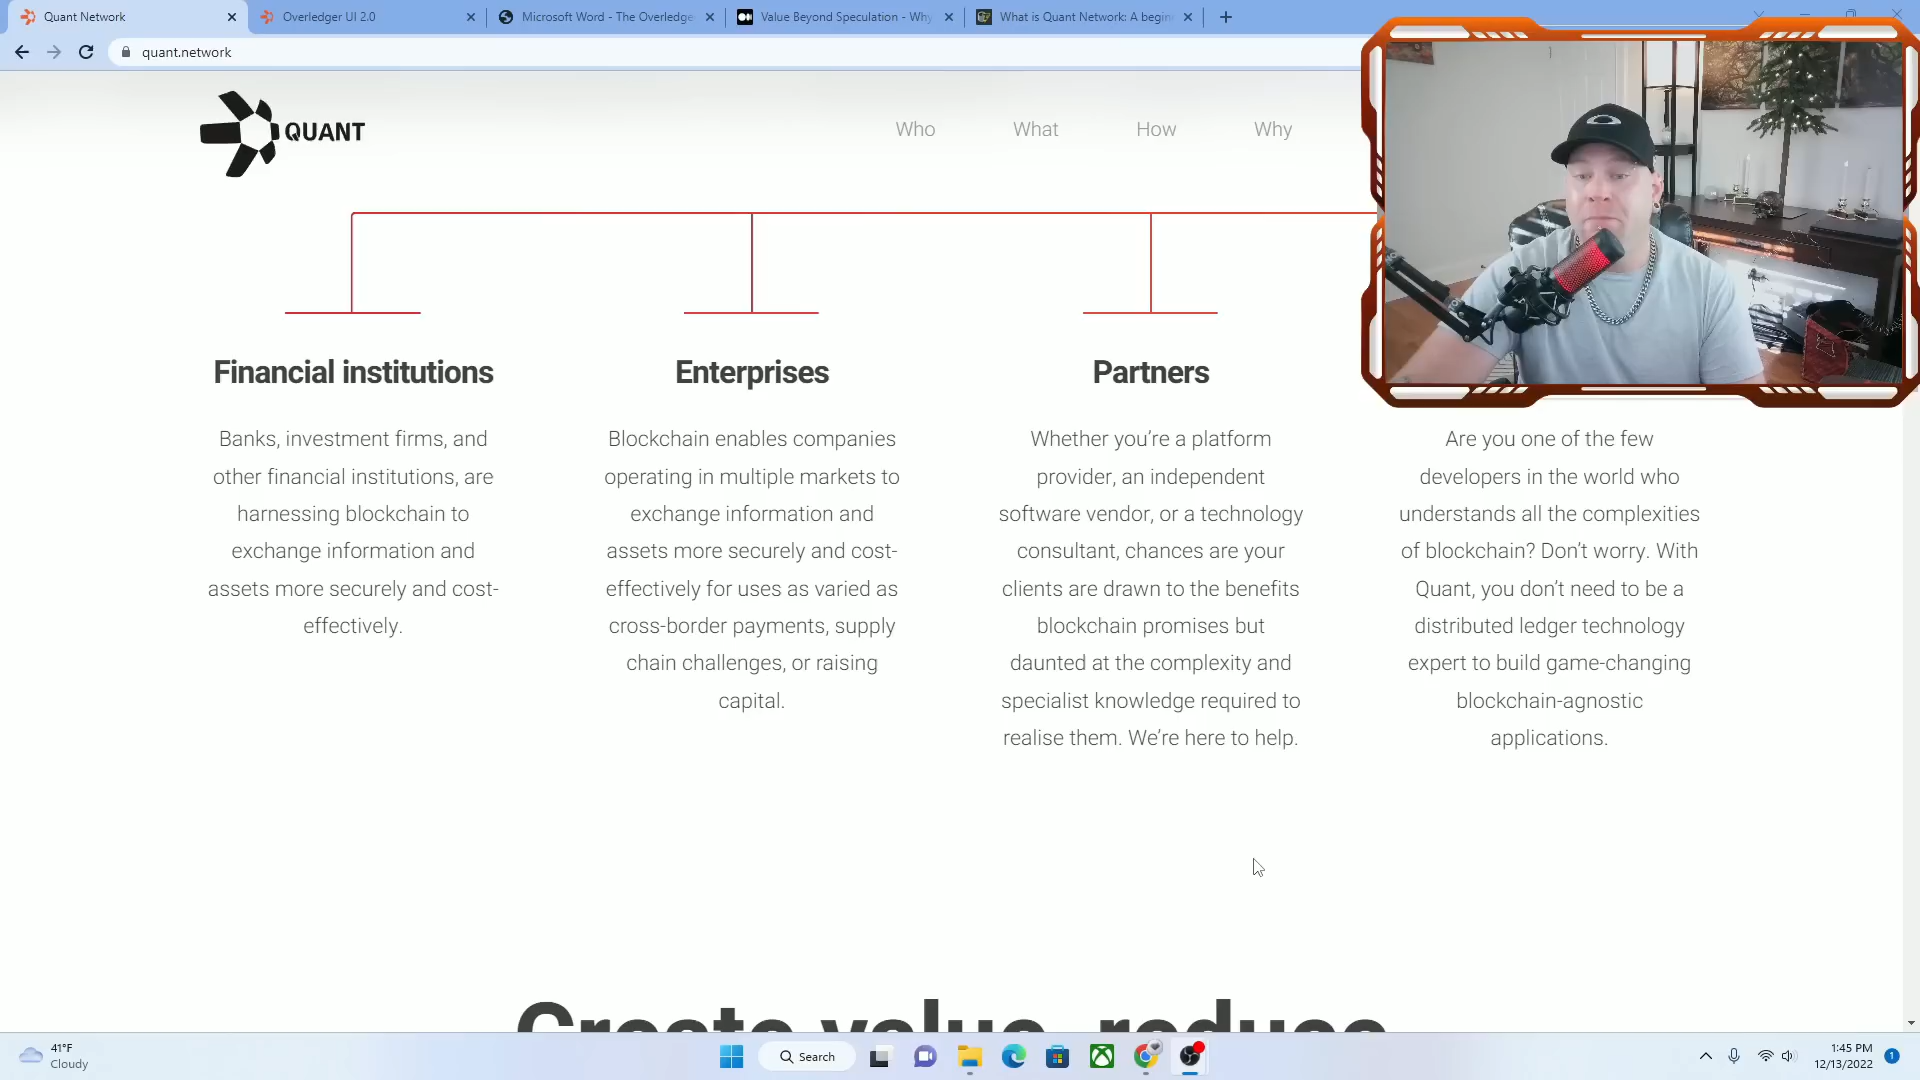 Quant Network
Overledger UI 2.0
Microsoft Word - The Overledge
Value Beyond Speculation - Why
What is Quant Network: A begin
quant.network
QUANT
Who
What
How
Why
Financial institutions
Banks, investment firms, and
other financial institutions, are
harnessing blockchain to
exchange information and
assets more securely and cost-
effectively.
Enterprises
Blockchain enables companies
operating in multiple markets to
exchange information and
assets more securely and cost-
effectively for uses as varied as
cross-border payments, supply
chain challenges, or raising
capital.
Partners
Whether you’re a platform
provider, an independent
software vendor, or a technology
consultant, chances are your
clients are drawn to the benefits
blockchain promises but
daunted at the complexity and
specialist knowledge required to
realise them. We’re here to help.
Are you one of the few
developers in the world who
understands all the complexities
of blockchain? Don’t worry. With
Quant, you don’t need to be a
distributed ledger technology
expert to build game-changing
blockchain-agnostic
applications.
Create value, reduce
41°F
Cloudy
Search
1:45 PM
12/13/2022
1